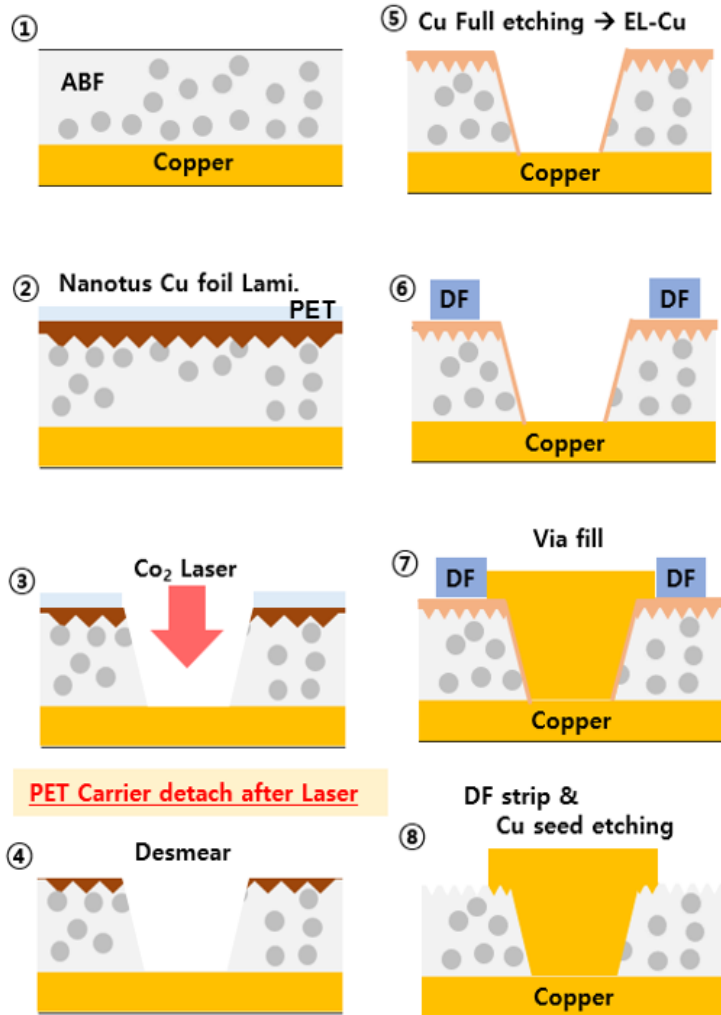 ①
ABF
Copper
② Nanotus Cu foil Lami.
PET
③
Co₂ Laser
PET Carrier detach after Laser
④
Desmear
⑤ Cu Full etching → EL-Cu
Copper
⑥
DF DF
Copper
Via fill
⑦
DF DF
Copper
DF strip &
⑧ Cu seed etching
Copper